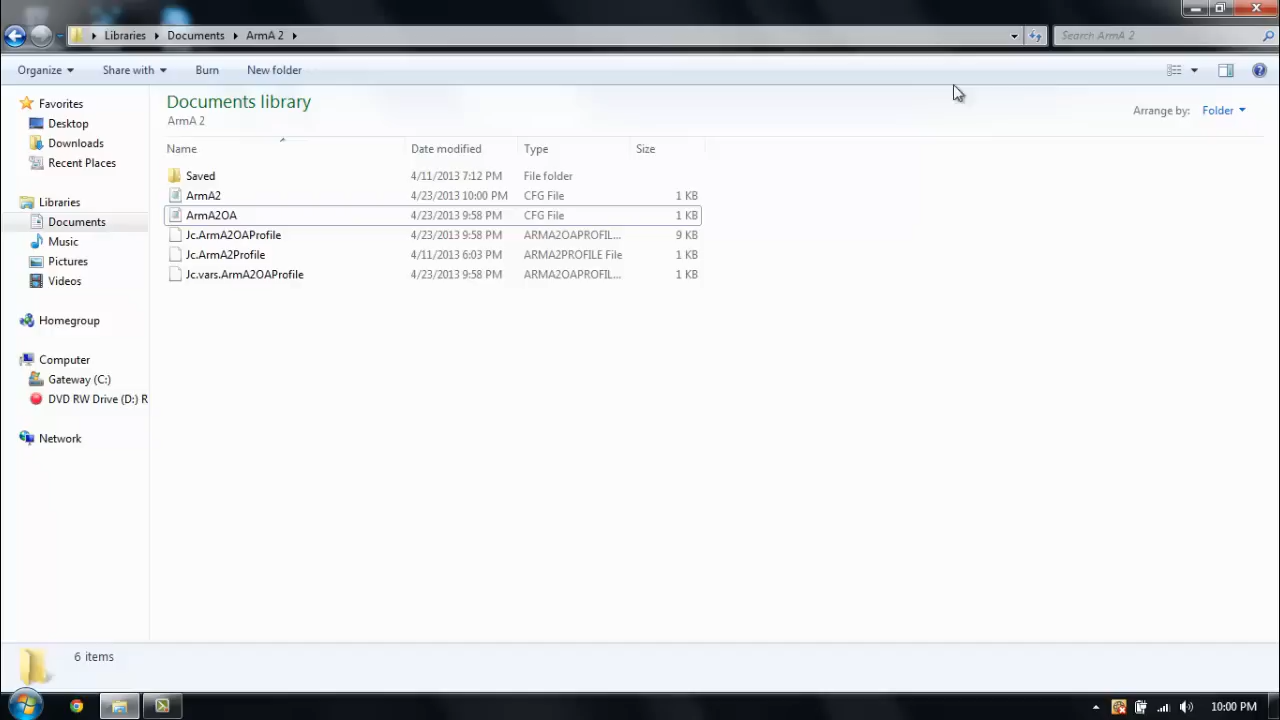 Libraries Documents ArmA 2
Search ArmA 2
Organize Share with Burn New folder
Documents library
ArmA 2
Arrange by: Folder
Name Date modified Type Size
Saved 4/11/2013 7:12 PM File folder
ArmA2 4/23/2013 10:00 PM CFG File 1 KB
ArmA2OA 4/23/2013 9:58 PM CFG File 1 KB
Jc.ArmA2OAProfile 4/23/2013 9:58 PM ARMA2OAPROFIL... 9 KB
Jc.ArmA2Profile 4/11/2013 6:03 PM ARMA2PROFILE File 1 KB
Jc.vars.ArmA2OAProfile 4/23/2013 9:58 PM ARMA2OAPROFIL... 1 KB
Favorites
Desktop
Downloads
Recent Places
Libraries
Documents
Music
Pictures
Videos
Homegroup
Computer
Gateway (C:)
DVD RW Drive (D:) R
Network
6 items
10:00 PM